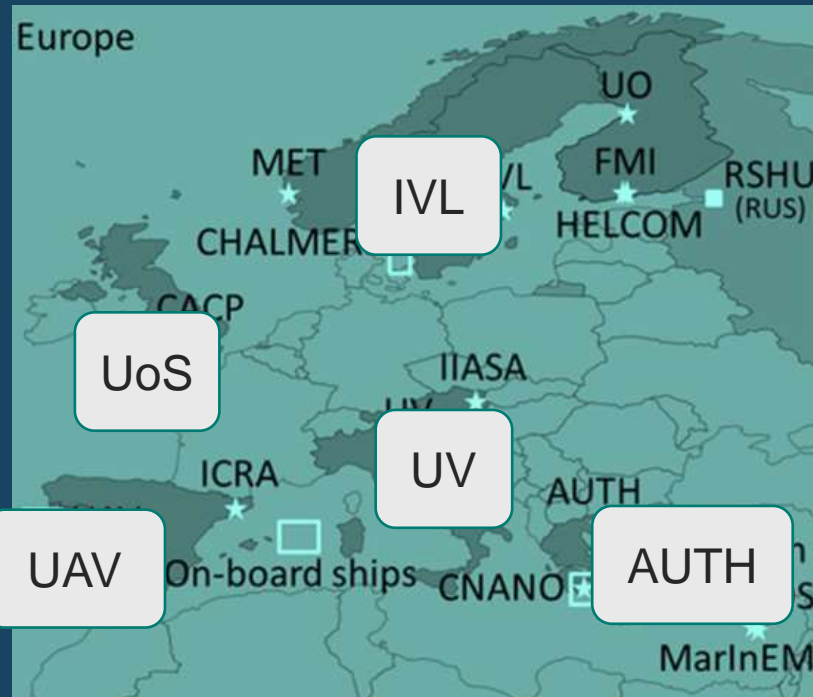 Europe
UO
MET
IVL
VL
FMI
RSHU
(RUS)
CHALMER
HELCOM
CACP
UoS
IIASA
UV
ICRA
AUTH
UAV
On-board ships
CNANO
AUTH
MarInEM